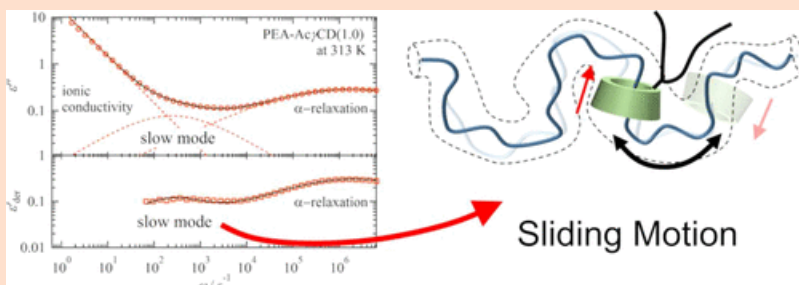 10
PEA-AcγCD(1.0)
at 313 K
1
ε''
ionic
conductivity
0.1
α-relaxation
slow mode
1
ε'der
0.1
α-relaxation
slow mode
0.01
10⁰ 10¹ 10² 10³ 10⁴ 10⁵ 10⁶
Sliding Motion